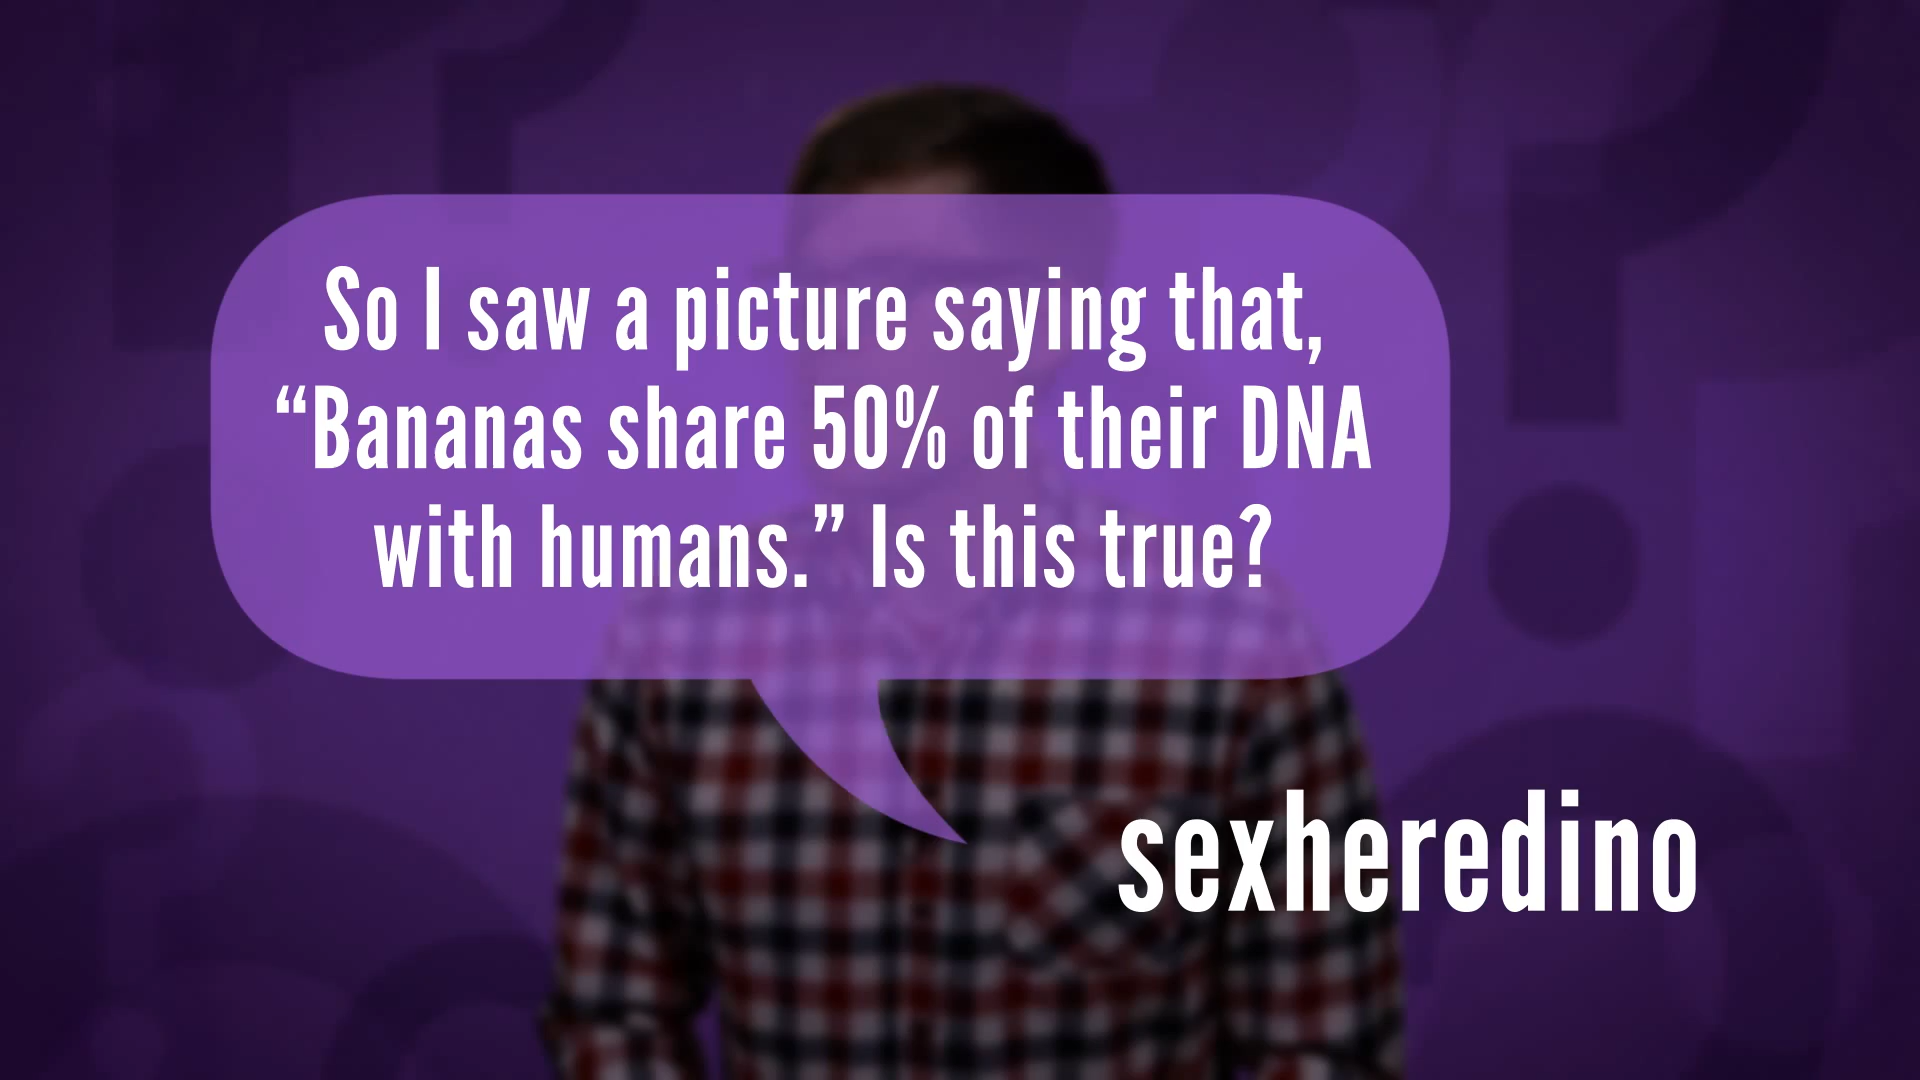 So I saw a picture saying that,
“Bananas share 50% of their DNA
with humans.” Is this true?
sexheredino